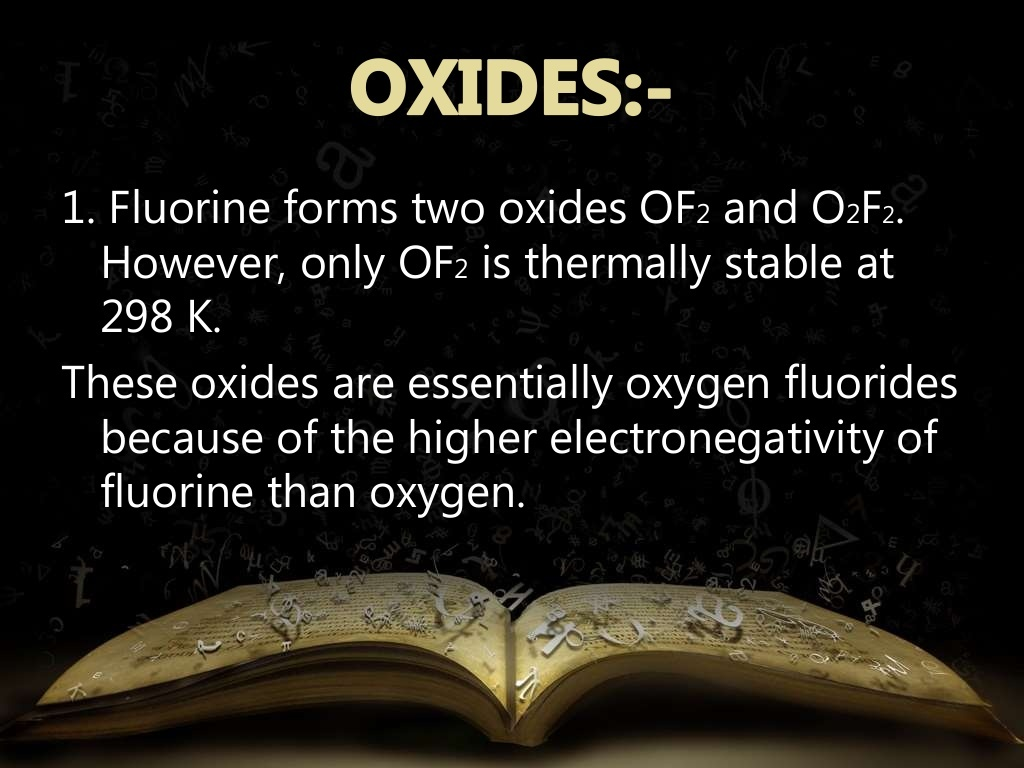 OXIDES:-
1. Fluorine forms two oxides OF₂ and O₂F₂.
However, only OF₂ is thermally stable at
298 K.
These oxides are essentially oxygen fluorides
because of the higher electronegativity of
fluorine than oxygen.